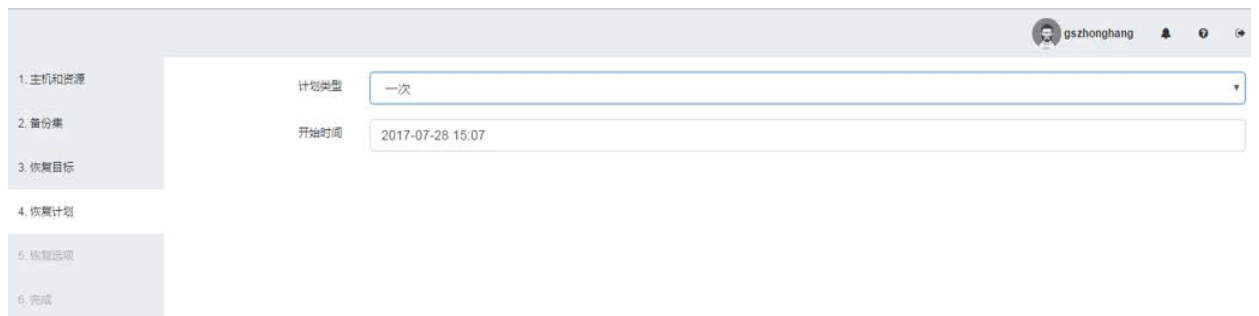 gszhonghang
1. 主机和资源
计划类型
一次
2. 备份集
开始时间
2017-07-28 15:07
3. 恢复目标
4. 恢复计划
5. 恢复选项
6. 完成